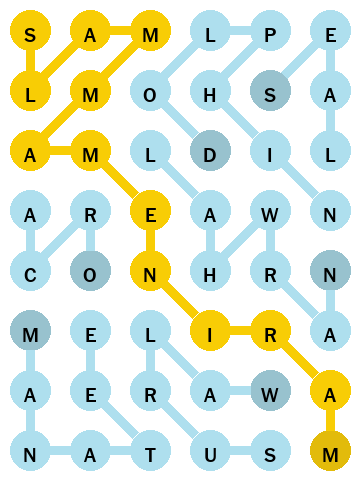 S A M L P E
L M O H S A
A M L D I L
A R E A W N
C O N H R N
M E L I R A
A E R A W A
N A T U S M